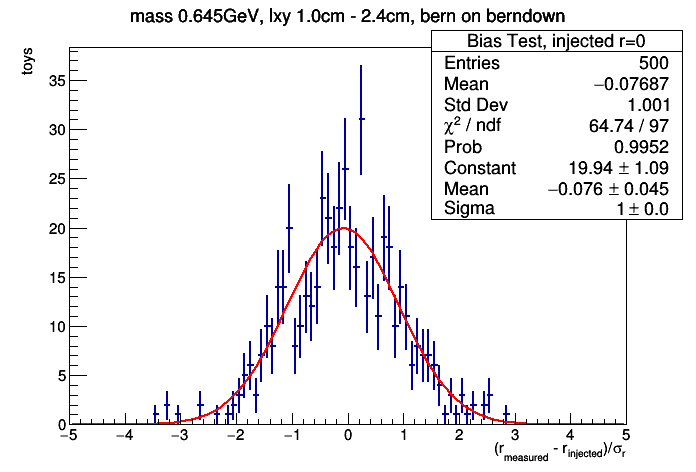 mass 0.645GeV, lxy 1.0cm - 2.4cm, bern on berndown
Bias Test, injected r=0
Entries 500
Mean −0.07687
Std Dev 1.001
χ² / ndf 64.74 / 97
Prob 0.9952
Constant 19.94 ± 1.09
Mean −0.076 ± 0.045
Sigma 1 ± 0.0
toys
35
30
25
20
15
10
5
0
−5 −4 −3 −2 −1 0 1 2 3 4 5
(r_measured - r_injected)/σ_r